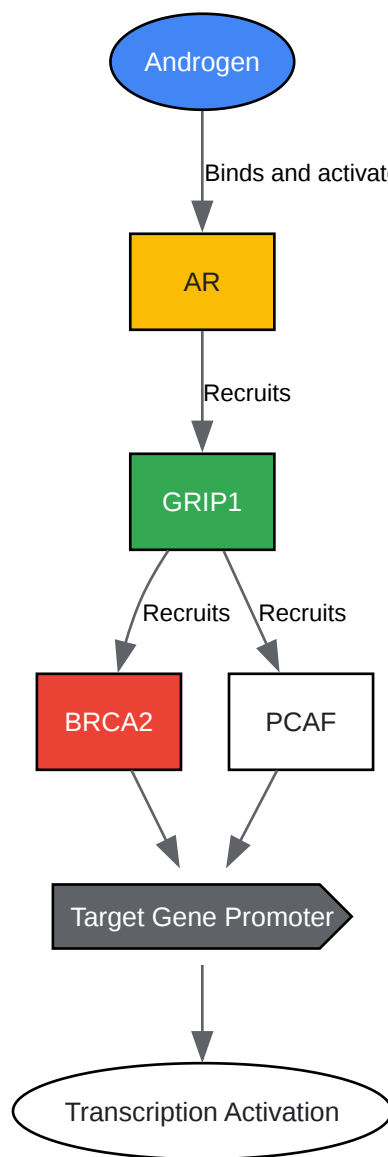 Androgen
Binds and activat
AR
Recruits
GRIP1
Recruits Recruits
BRCA2 PCAF
Target Gene Promoter
Transcription Activation